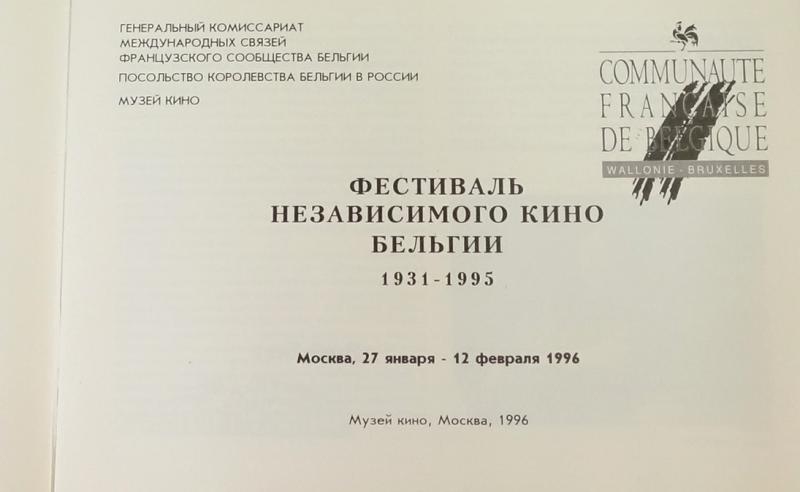 ГЕНЕРАЛЬНЫЙ КОМИССАРИАТ
МЕЖДУНАРОДНЫХ СВЯЗЕЙ
ФРАНЦУЗСКОГО СООБЩЕСТВА БЕЛЬГИИ
ПОСОЛЬСТВО КОРОЛЕВСТВА БЕЛЬГИИ В РОССИИ
МУЗЕЙ КИНО
COMMUNAUTE
FRANÇAISE
DE BELGIQUE
WALLONIE - BRUXELLES
ФЕСТИВАЛЬ
НЕЗАВИСИМОГО КИНО
БЕЛЬГИИ
1931-1995
Москва, 27 января - 12 февраля 1996
Музей кино, Москва, 1996